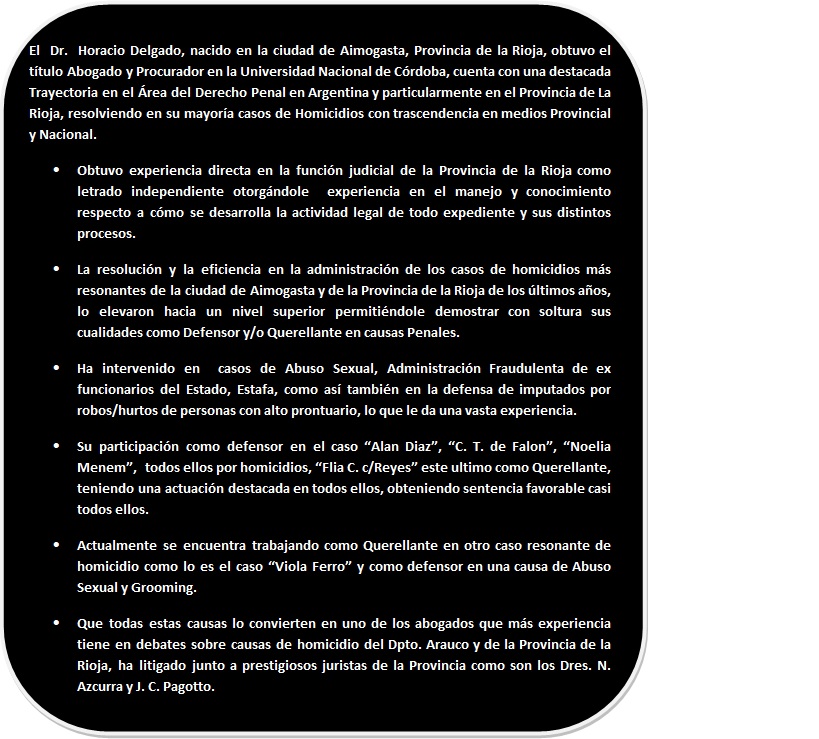 El Dr. Horacio Delgado, nacido en la ciudad de Aimogasta, Provincia de la Rioja, obtuvo el
título Abogado y Procurador en la Universidad Nacional de Córdoba, cuenta con una destacada
Trayectoria en el Área del Derecho Penal en Argentina y particularmente en el Provincia de La
Rioja, resolviendo en su mayoría casos de Homicidios con trascendencia en medios Provincial
y Nacional.
• Obtuvo experiencia directa en la función judicial de la Provincia de la Rioja como
letrado independiente otorgándole experiencia en el manejo y conocimiento
respecto a cómo se desarrolla la actividad legal de todo expediente y sus distintos
procesos.
• La resolución y la eficiencia en la administración de los casos de homicidios más
resonantes de la ciudad de Aimogasta y de la Provincia de la Rioja de los últimos años,
lo elevaron hacia un nivel superior permitiéndole demostrar con soltura sus
cualidades como Defensor y/o Querellante en causas Penales.
• Ha intervenido en casos de Abuso Sexual, Administración Fraudulenta de ex
funcionarios del Estado, Estafa, como así también en la defensa de imputados por
robos/hurtos de personas con alto prontuario, lo que le da una vasta experiencia.
• Su participación como defensor en el caso “Alan Diaz”, “C. T. de Falon”, “Noelia
Menem”, todos ellos por homicidios, “Flia C. c/Reyes” este ultimo como Querellante,
teniendo una actuación destacada en todos ellos, obteniendo sentencia favorable casi
todos ellos.
• Actualmente se encuentra trabajando como Querellante en otro caso resonante de
homicidio como lo es el caso “Viola Ferro” y como defensor en una causa de Abuso
Sexual y Grooming.
• Que todas estas causas lo convierten en uno de los abogados que más experiencia
tiene en debates sobre causas de homicidio del Dpto. Arauco y de la Provincia de la
Rioja, ha litigado junto a prestigiosos juristas de la Provincia como son los Dres. N.
Azcurra y J. C. Pagotto.